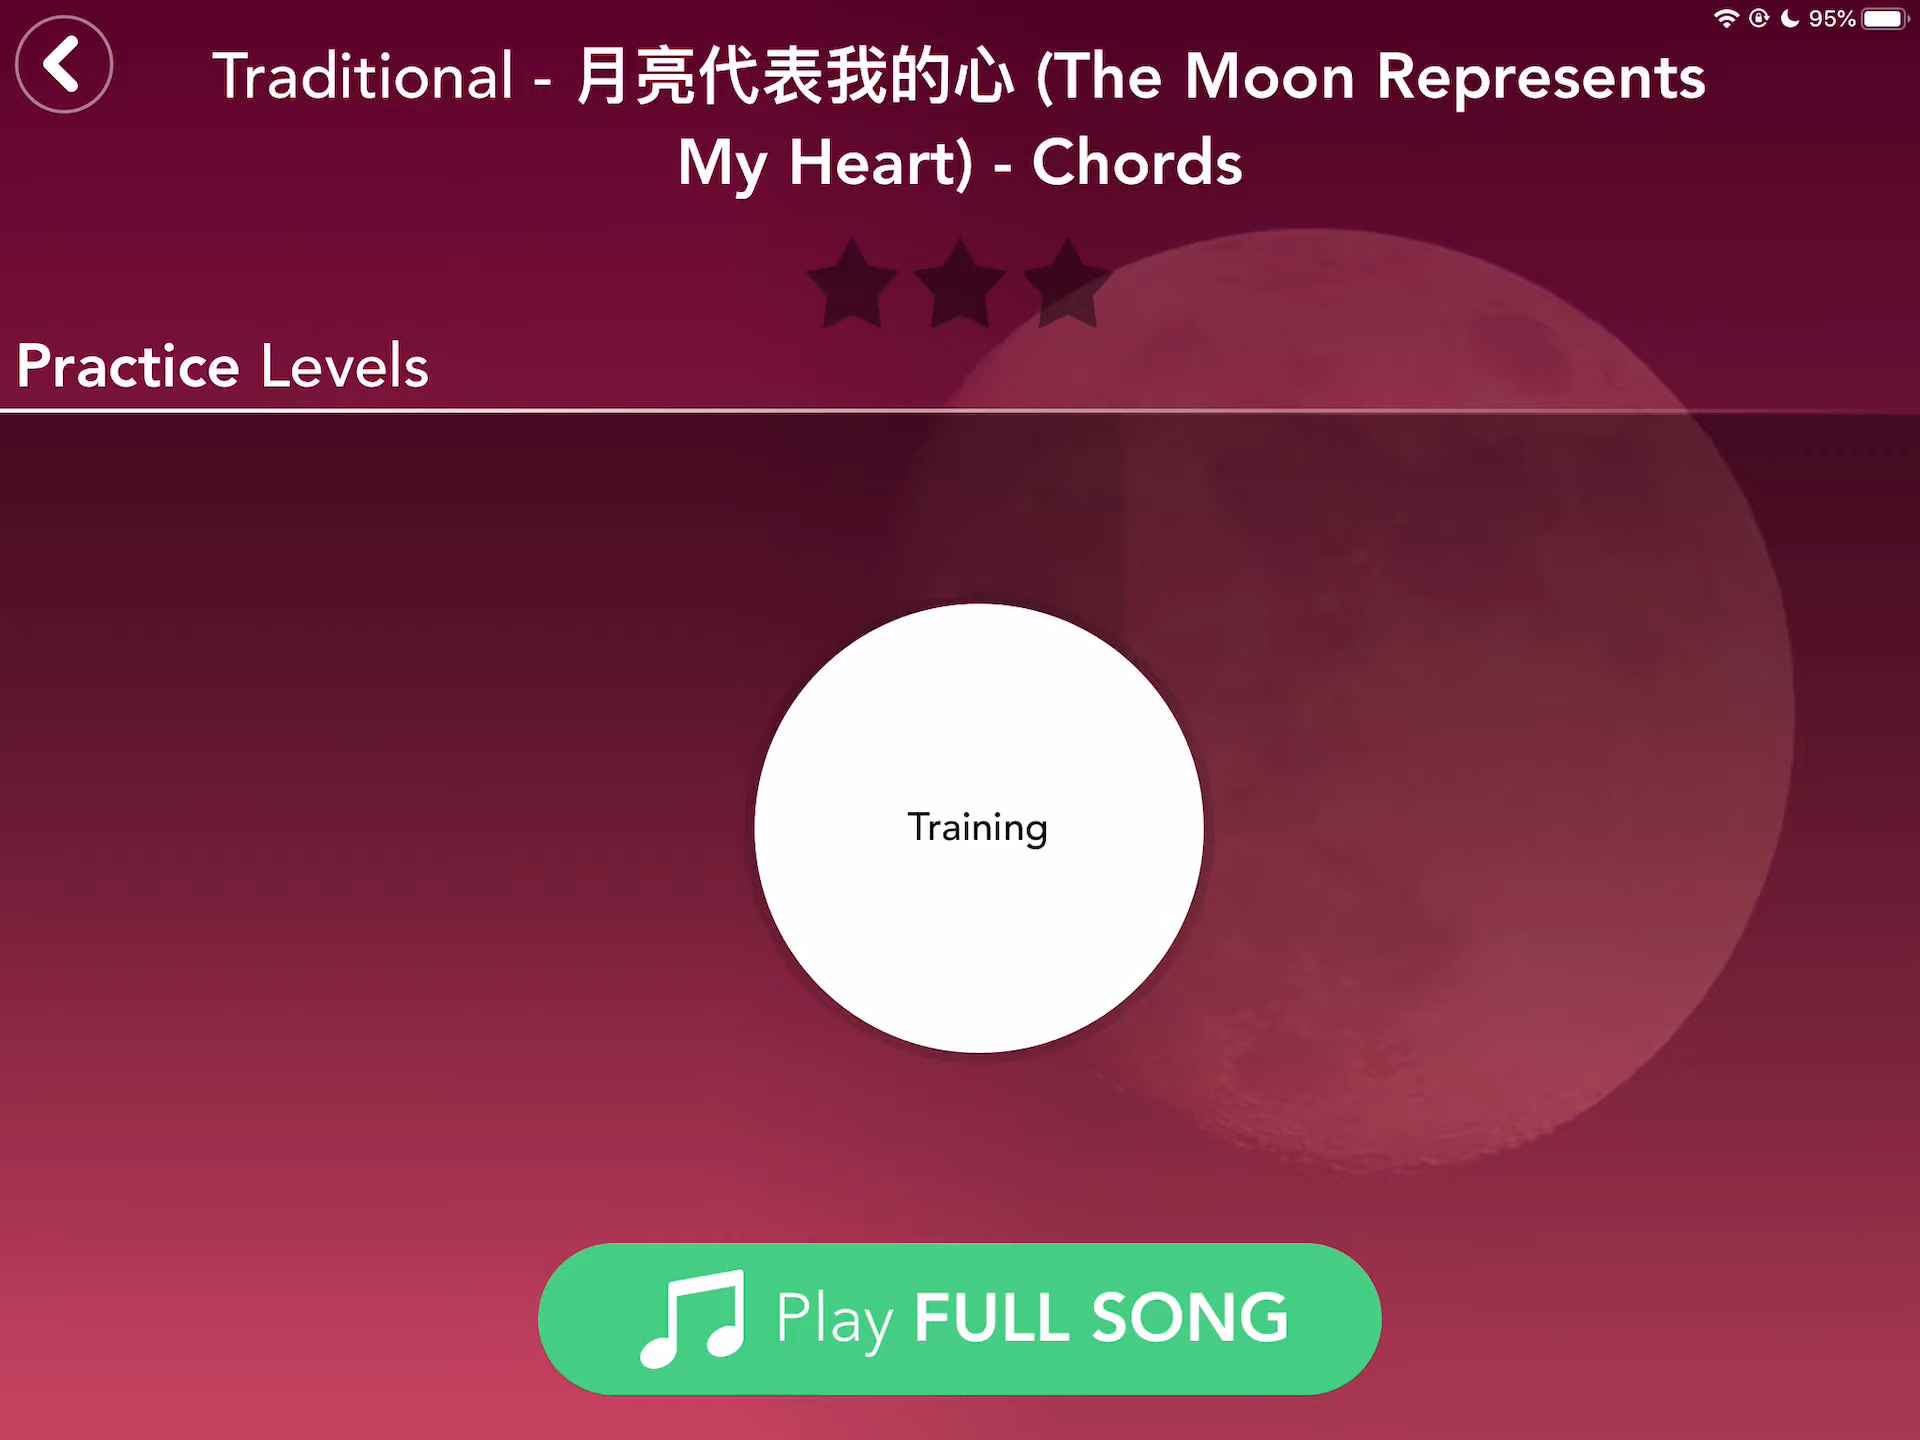 95%
Traditional - 月亮代表我的心 (The Moon Represents
My Heart) - Chords
Practice Levels
Training
Play FULL SONG